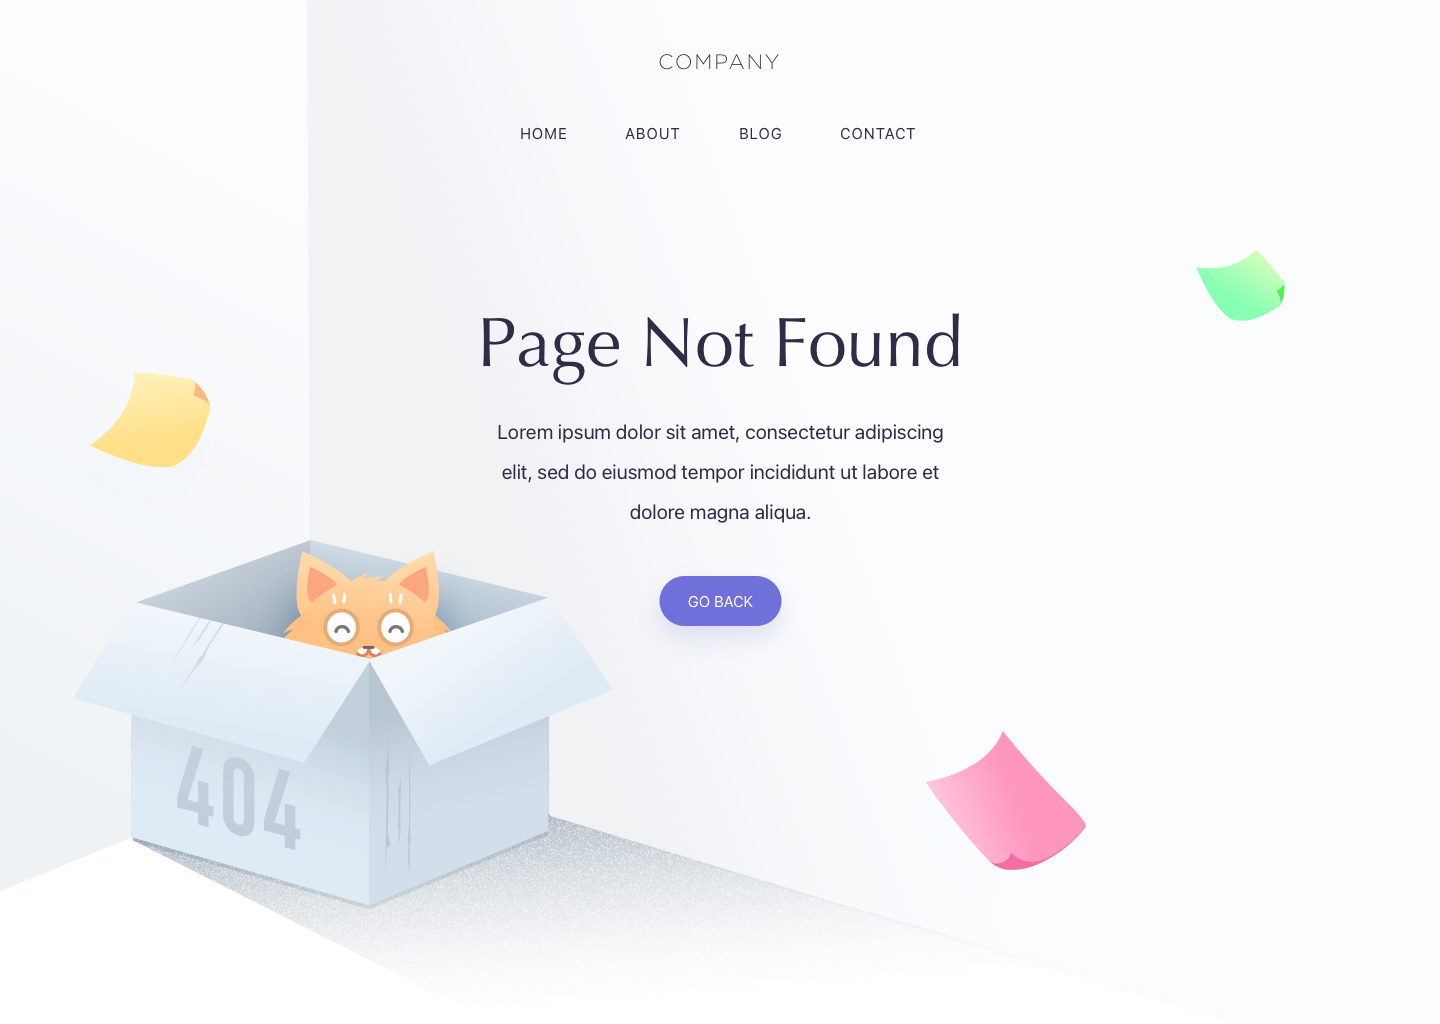 COMPANY
HOME ABOUT BLOG CONTACT
Page Not Found
Lorem ipsum dolor sit amet, consectetur adipiscing
elit, sed do eiusmod tempor incididunt ut labore et
dolore magna aliqua.
GO BACK
404